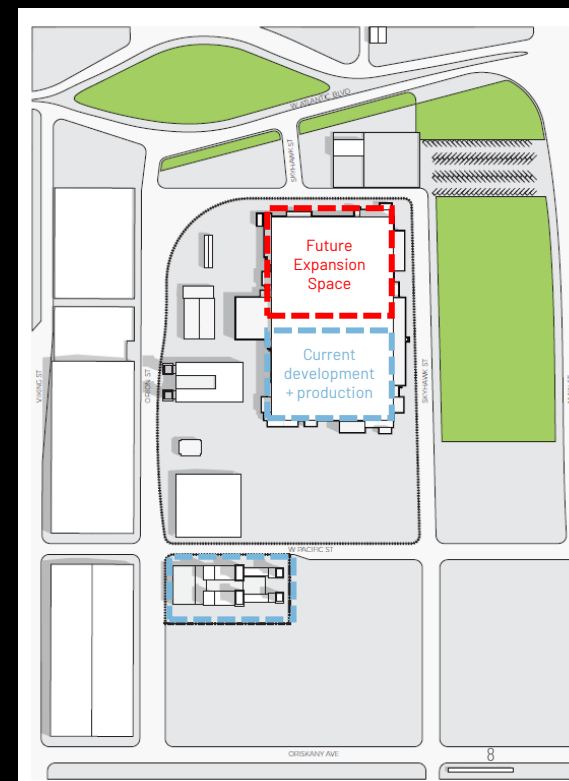 W ATLANTIC BLVD
SKYHAWK ST
Future
Expansion
Space
Current
development
+ production
VIKING ST
ORION ST
SKYHAWK ST
W PACIFIC ST
ORISKANY AVE
8